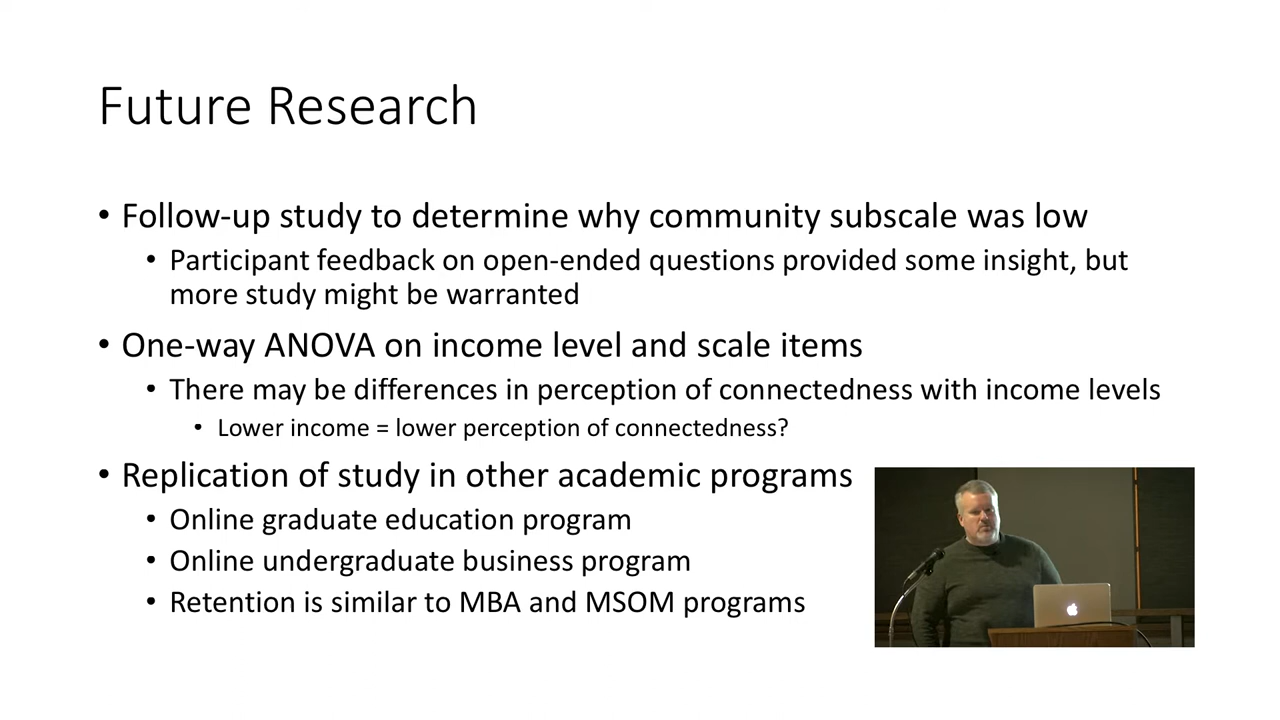 Future Research
• Follow-up study to determine why community subscale was low
• Participant feedback on open-ended questions provided some insight, but
more study might be warranted
• One-way ANOVA on income level and scale items
• There may be differences in perception of connectedness with income levels
• Lower income = lower perception of connectedness?
• Replication of study in other academic programs
• Online graduate education program
• Online undergraduate business program
• Retention is similar to MBA and MSOM programs